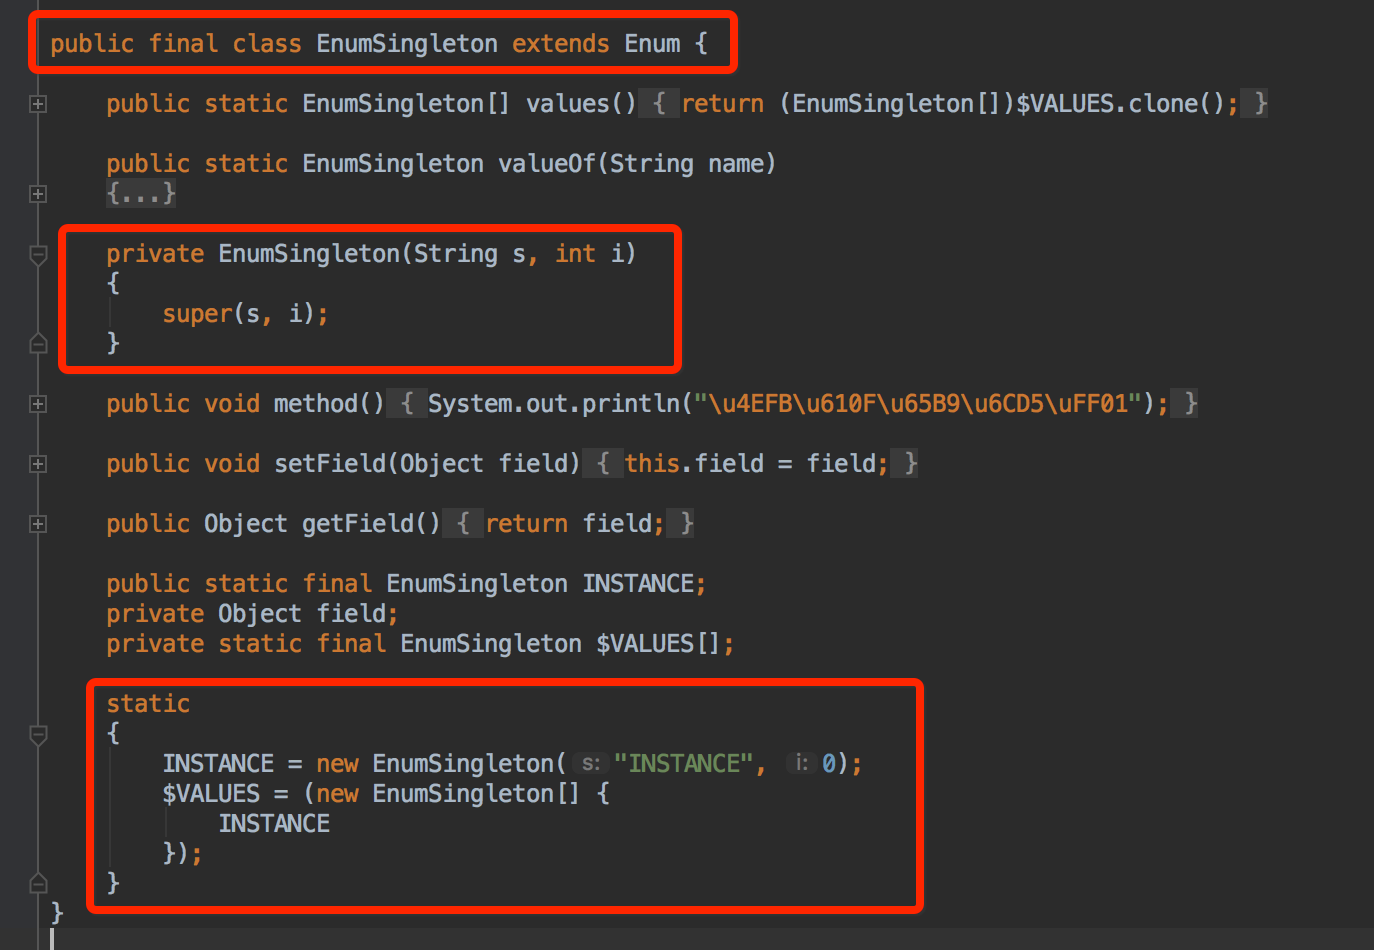 public final class EnumSingleton extends Enum {
public static EnumSingleton[] values() { return (EnumSingleton[])$VALUES.clone(); }
public static EnumSingleton valueOf(String name)
{...}
private EnumSingleton(String s, int i)
{
super(s, i);
}
public void method() { System.out.println("\u4EFB\u610F\u65B9\u6CD5\uFF01"); }
public void setField(Object field) { this.field = field; }
public Object getField() { return field; }
public static final EnumSingleton INSTANCE;
private Object field;
private static final EnumSingleton $VALUES[];
static
{
INSTANCE = new EnumSingleton( s: "INSTANCE", i: 0);
$VALUES = (new EnumSingleton[] {
INSTANCE
});
}
}